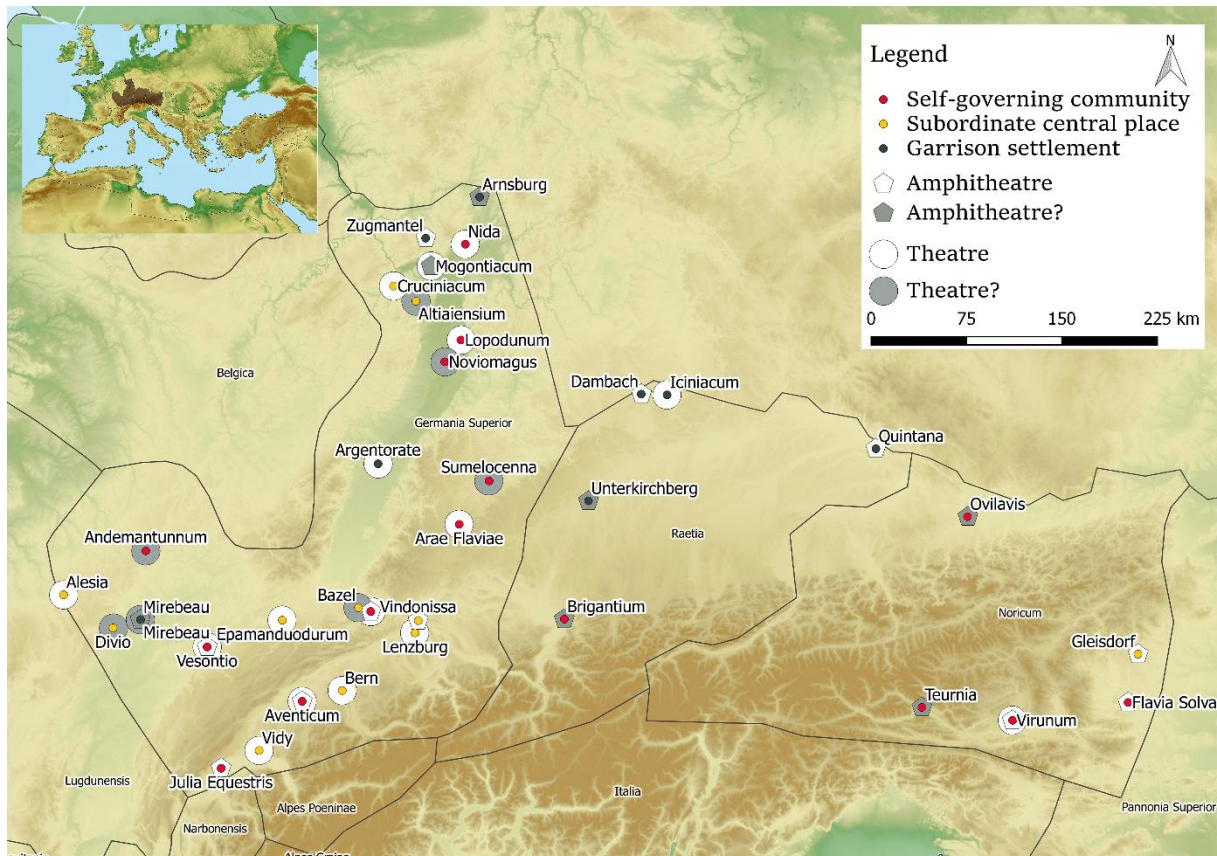 Legend
N
Self-governing community
Subordinate central place
Garrison settlement
Amphitheatre
Amphitheatre?
Theatre
Theatre?
0 75 150 225 km
Arnsburg
Zugmantel
Nida
Mogontiacum
Cruciniacum
Altiaiensium
Lopodunum
Noviomagus
Belgica
Dambach
Iciniacum
Germania Superior
Quintana
Argentorate
Sumelocenna
Unterkirchberg
Ovilavis
Arae Flaviae
Raetia
Andemantunnum
Alesia
Bazel
Vindonissa
Mirebeau
Mirebeau
Epamanduodurum
Brigantium
Divio
Lenzburg
Noricum
Vesontio
Gleisdorf
Bern
Teurnia
Flavia Solva
Aventicum
Virunum
Vidy
Julia Equestris
Lugdunensis
Italia
Alpes Poeninae
Pannonia Superior
Narbonensis